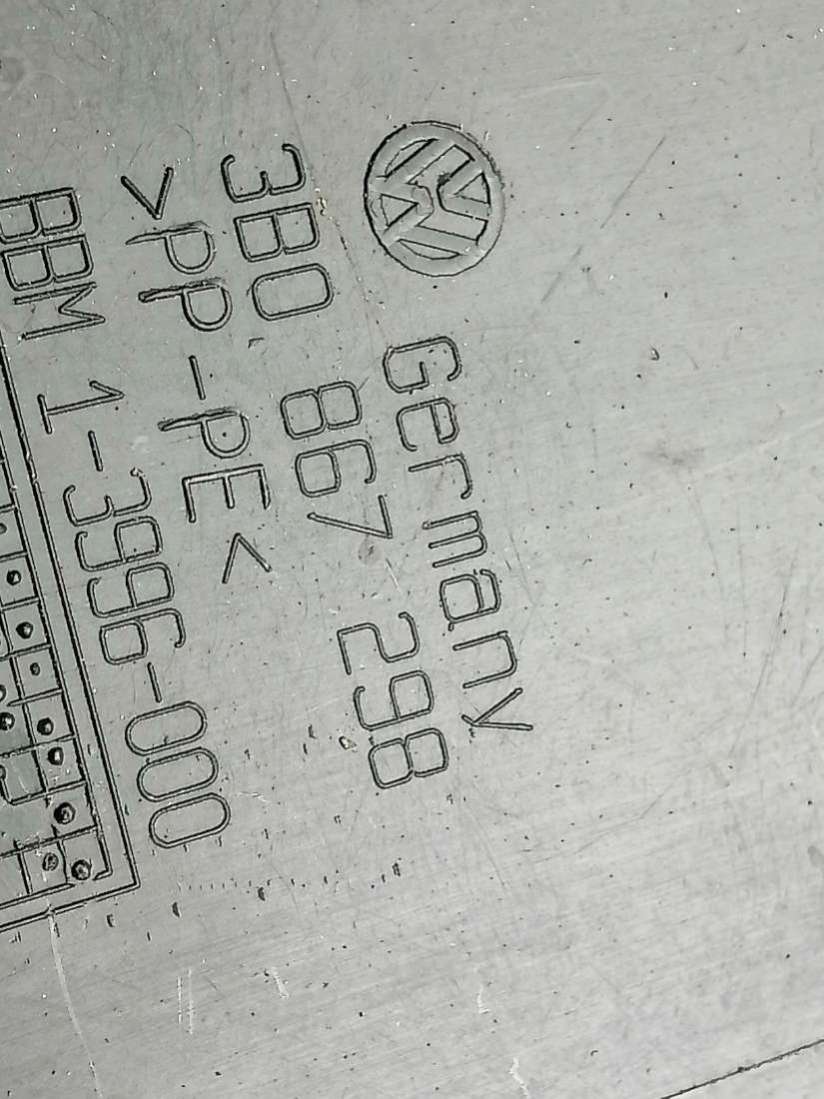 Germany
3B0 867 298
>PP-PE<
BBM 1-3996-000